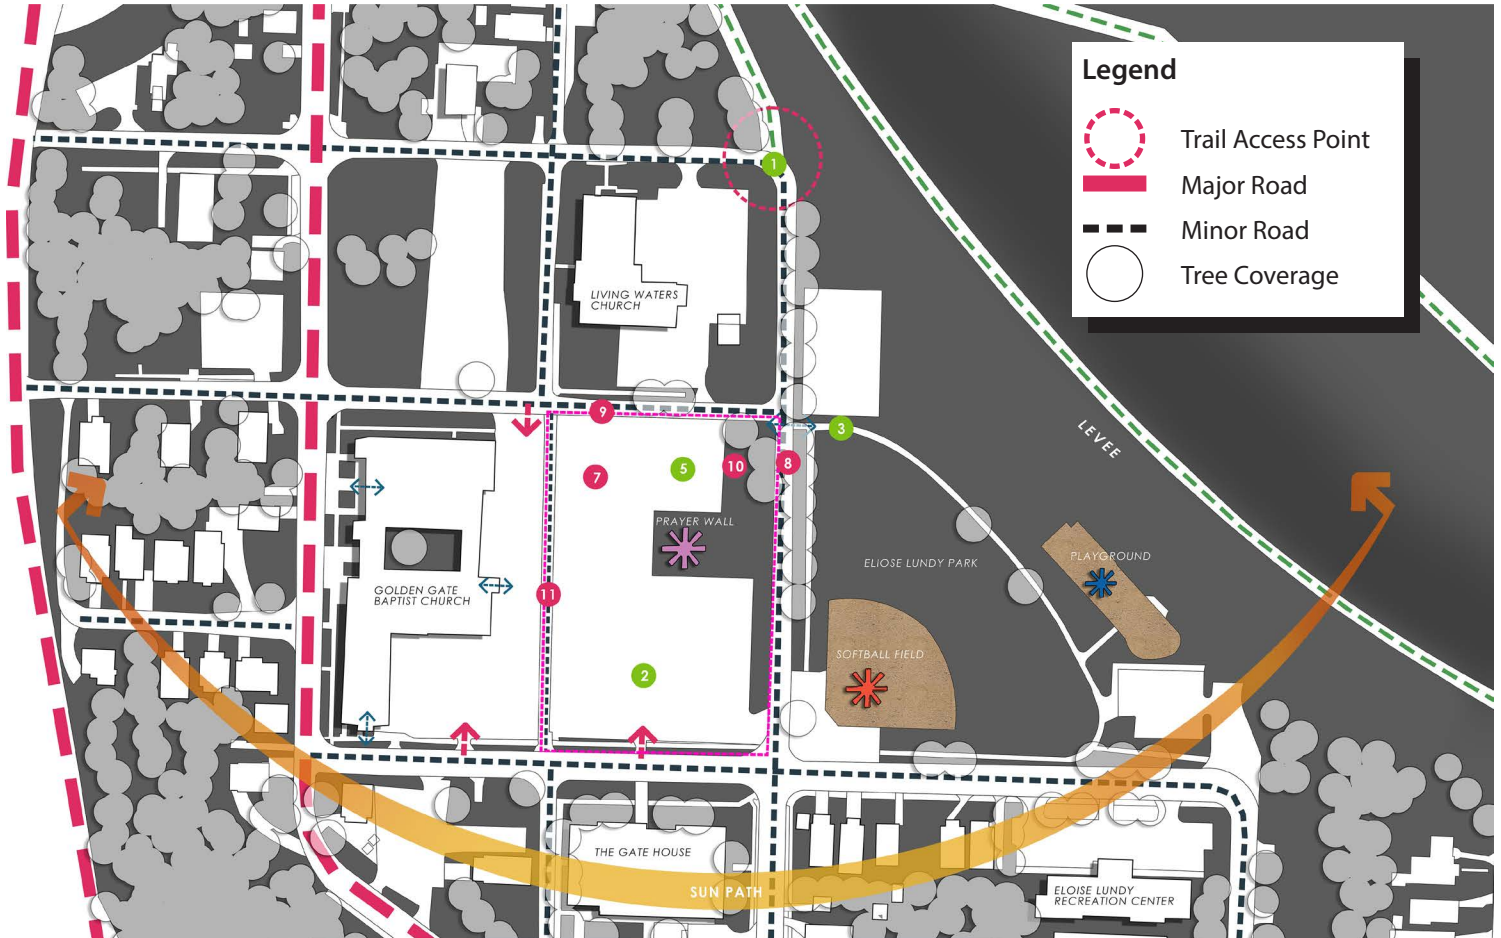 Legend
Trail Access Point
Major Road
Minor Road
Tree Coverage
1
LIVING WATERS
CHURCH
9
3
LEVEE
7
5
10
8
PRAYER WALL
ELIOSE LUNDY PARK
PLAYGROUND
GOLDEN GATE
BAPTIST CHURCH
11
SOFTBALL FIELD
2
THE GATE HOUSE
SUN PATH
ELOISE LUNDY
RECREATION CENTER